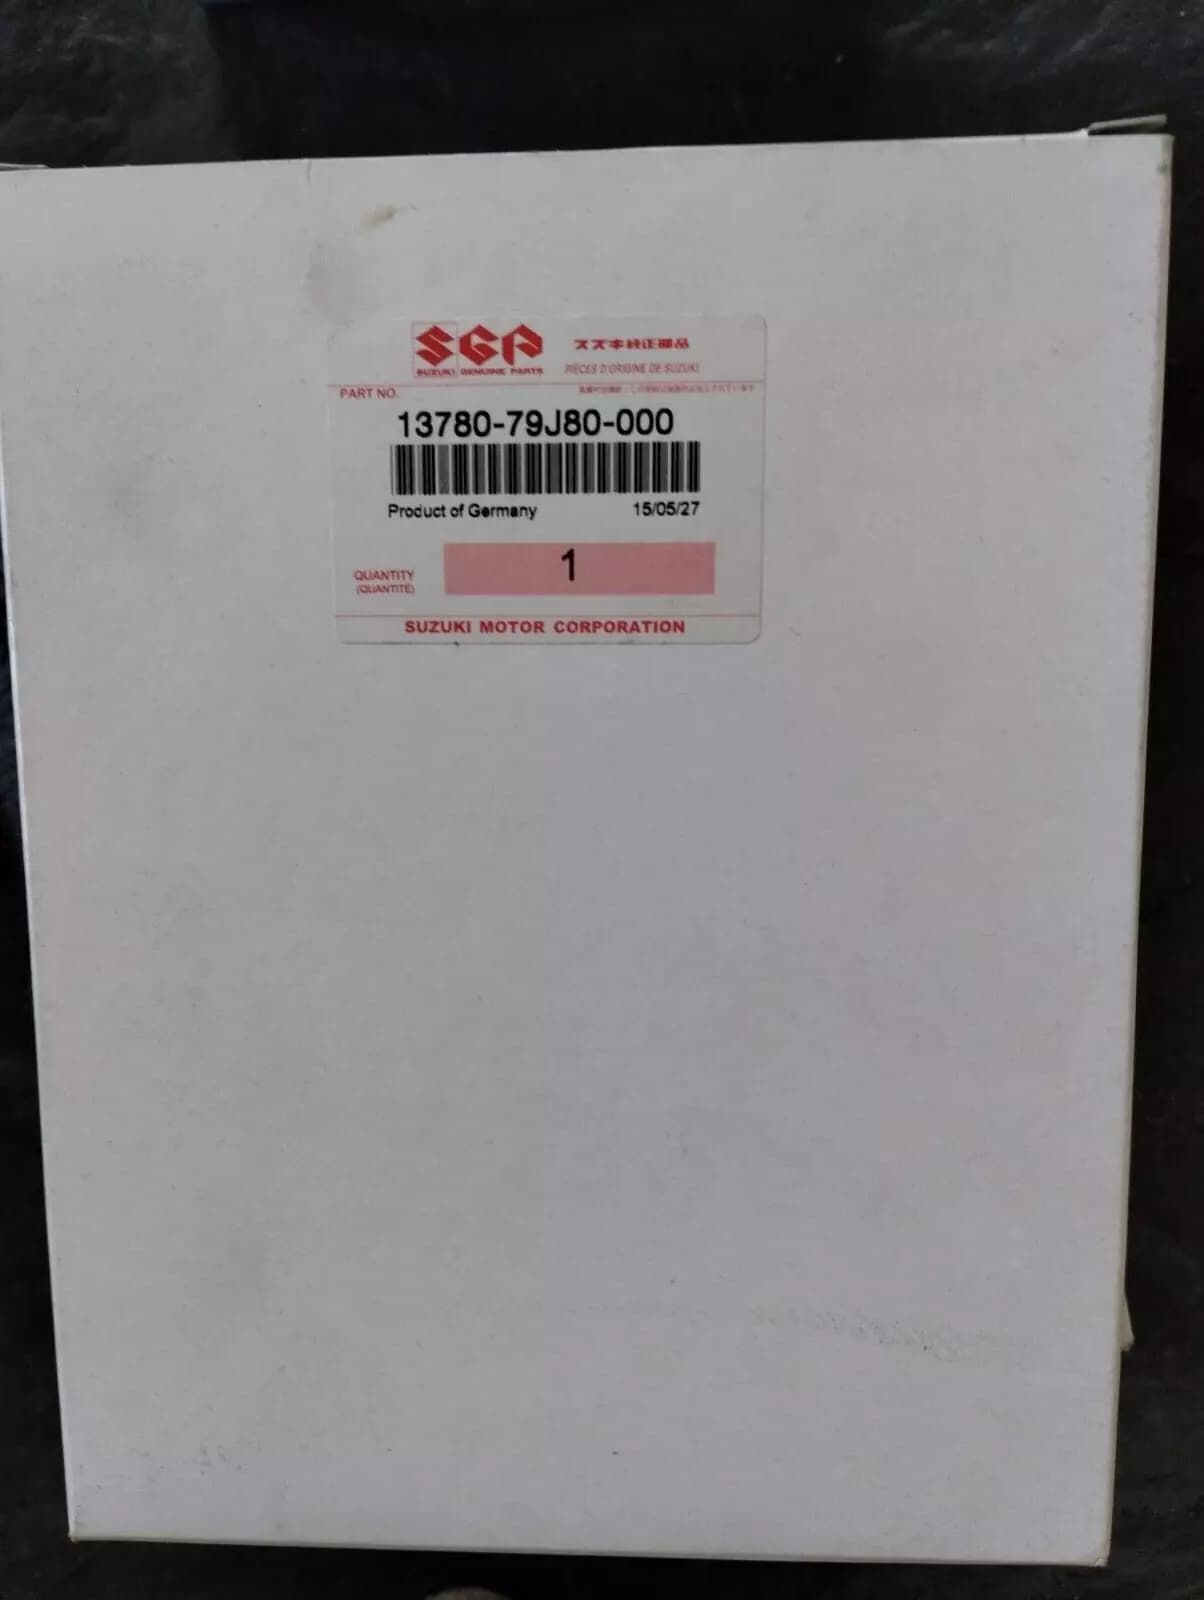 SGP
SUZUKI GENUINE PARTS
スズキ純正部品
PIÈCES D'ORIGINE DE SUZUKI
PART NO.
13780-79J80-000
Product of Germany 15/05/27
QUANTITY 1
(QUANTITÉ)
SUZUKI MOTOR CORPORATION